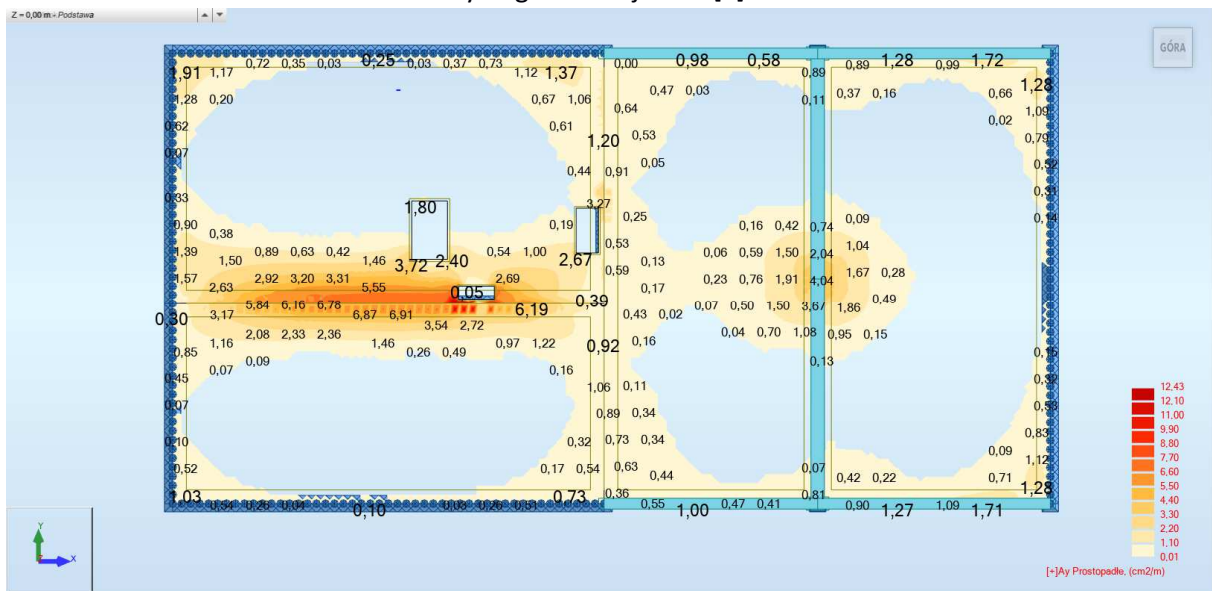 Z = 0,00 m - Podstawa
GÓRA
0,72 0,35 0,03 0,25 0,03 0,37 0,73 0,00 0,98 0,58 0,89 1,28 0,99 1,72
1,91 1,17 1,12 1,37 0,89
1,28 0,20 0,67 1,06 0,47 0,03 0,11 0,37 0,16 0,66 1,28
0,62 0,61 0,64 0,02 1,09
0,07 1,20 0,53 0,79
0,44 0,91 0,05 0,52
0,33 1,80 3,27 0,31
0,90 0,38 0,19 0,25 0,16 0,42 0,74 0,09 0,14
1,39 1,50 0,89 0,63 0,42 1,46 3,72 2,40 0,54 1,00 2,67 0,53 0,13 0,06 0,59 1,50 2,04 1,04
1,57 2,63 2,92 3,20 3,31 5,55 0,05 2,69 0,59 0,17 0,23 0,76 1,91 4,04 1,67 0,28
0,30 3,17 5,84 6,16 6,78 6,87 6,91 6,19 0,39 0,43 0,02 0,07 0,50 1,50 3,67 1,86 0,49
0,85 1,16 2,08 2,33 2,36 1,46 3,54 2,72 0,97 1,22 0,92 0,16 0,04 0,70 1,08 0,95 0,15
0,45 0,07 0,09 0,26 0,49 0,16 0,13 0,15
0,07 1,06 0,11 0,32
0,89 0,34 0,53
0,10 0,32 0,73 0,34 0,83
0,52 0,17 0,54 0,63 0,44 0,07 0,42 0,22 0,09 1,12
1,03 0,73 0,36 0,81 0,71 1,28
0,54 0,26 0,04 0,10 0,03 0,26 0,51 0,55 1,00 0,47 0,41 0,90 1,27 1,09 1,71
12,43
12,10
11,00
9,90
8,80
7,70
6,60
5,50
4,40
3,30
2,20
1,10
0,01
[+]Ay Prostopadłe, (cm2/m)
Y
X